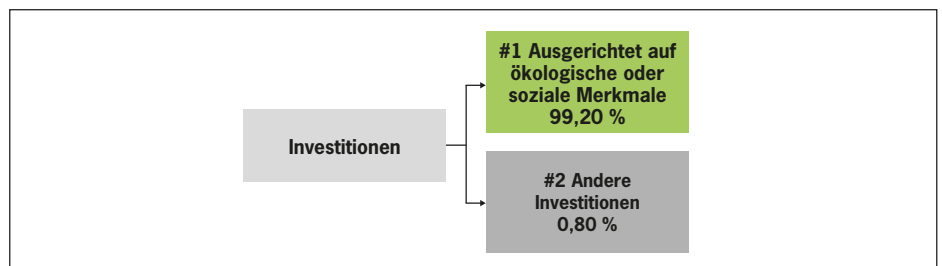 Investitionen
#1 Ausgerichtet auf
ökologische oder
soziale Merkmale
99,20 %
#2 Andere
Investitionen
0,80 %